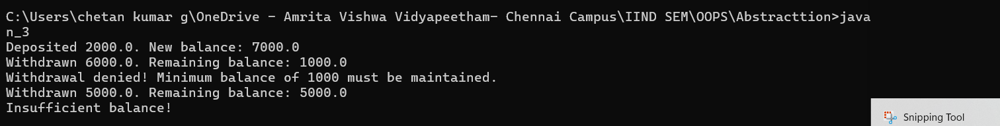 C:\Users\chetan kumar g\OneDrive - Amrita Vishwa Vidyapeetham- Chennai Campus\IIND SEM\OOPS\Abstracttion>java
n_3
Deposited 2000.0. New balance: 7000.0
Withdrawn 6000.0. Remaining balance: 1000.0
Withdrawal denied! Minimum balance of 1000 must be maintained.
Withdrawn 5000.0. Remaining balance: 5000.0
Insufficient balance!
Snipping Tool